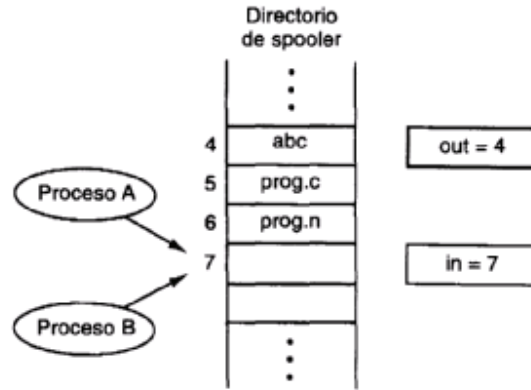 Directorio
de spooler
4 abc out = 4
5 prog.c
Proceso A
6 prog.n
7 in = 7
Proceso B